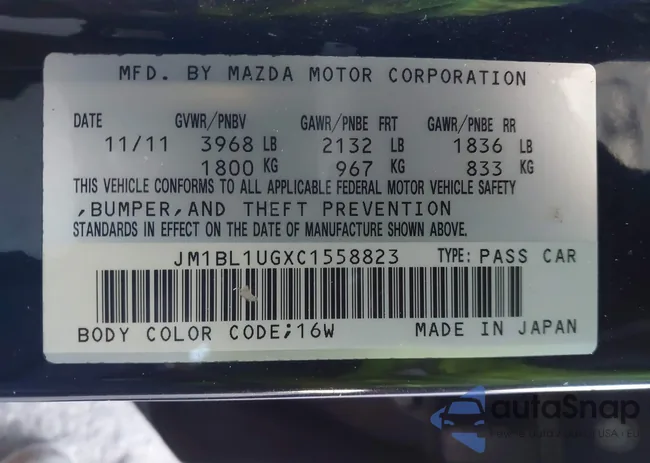 MFD. BY MAZDA MOTOR CORPORATION
DATE GVWR/PNBV GAWR/PNBE FRT GAWR/PNBE RR
11/11 3968 LB 2132 LB 1836 LB
1800 KG 967 KG 833 KG
THIS VEHICLE CONFORMS TO ALL APPLICABLE FEDERAL MOTOR VEHICLE SAFETY
,BUMPER,AND THEFT PREVENTION
STANDARDS IN EFFECT ON THE DATE OF MANUFACTURE SHOWN ABOVE.
JM1BL1UGXC1558823 TYPE: PASS CAR
BODY COLOR CODE;16W MADE IN JAPAN
autaSnap